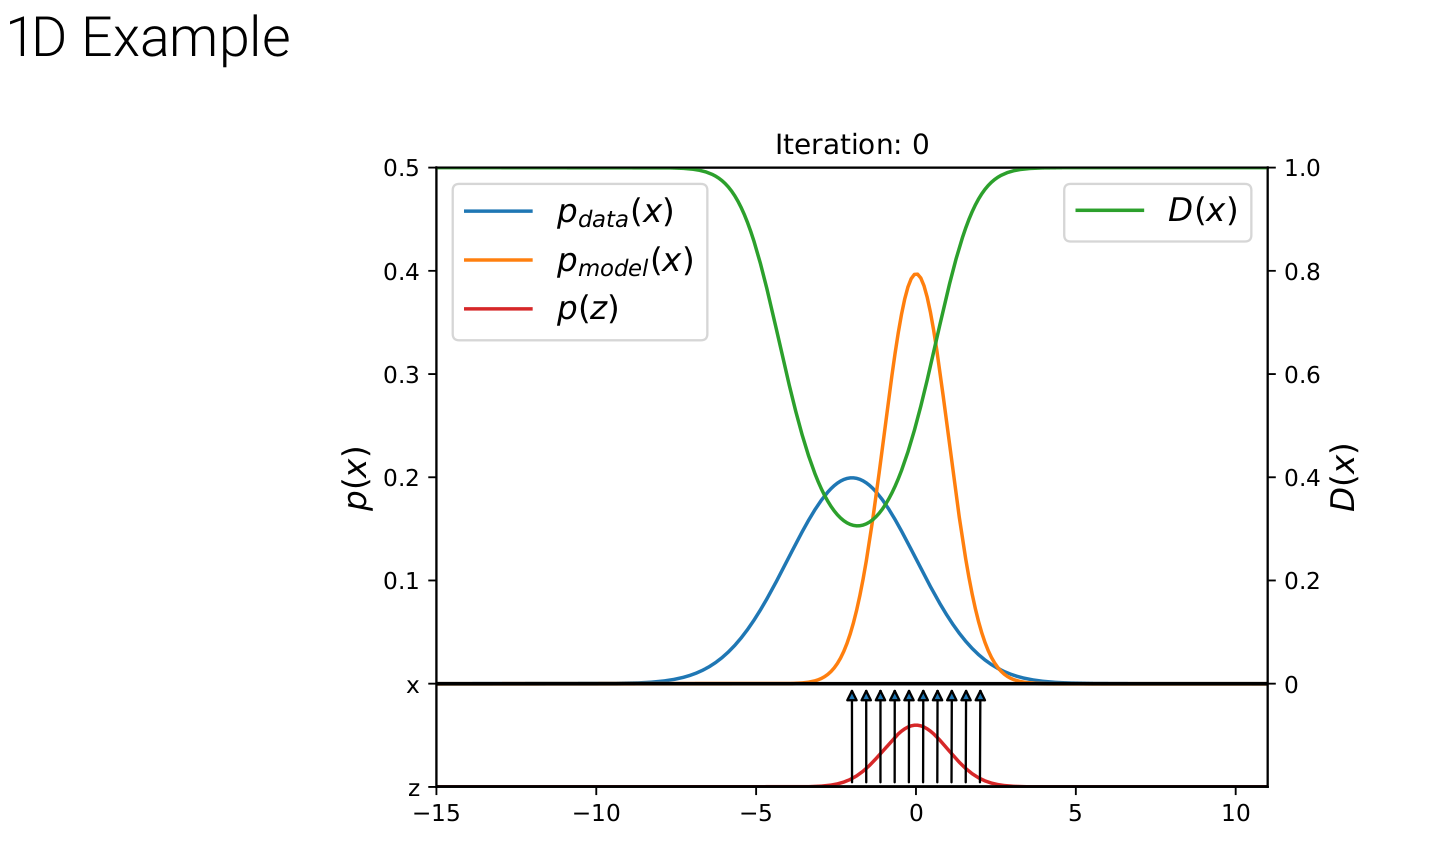 1D Example
Iteration: 0
0.5
0.4
0.3
0.2
0.1
x
z
p(x)
p_data(x)
p_model(x)
p(z)
D(x)
1.0
0.8
0.6
0.4
0.2
0
D(x)
−15 −10 −5 0 5 10